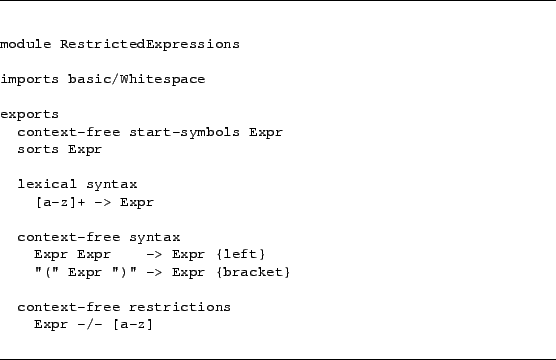 module RestrictedExpressions
imports basic/Whitespace
exports
context-free start-symbols Expr
sorts Expr
lexical syntax
[a-z]+ -> Expr
context-free syntax
Expr Expr    -> Expr {left}
"(" Expr ")" -> Expr {bracket}
context-free restrictions
Expr -/- [a-z]